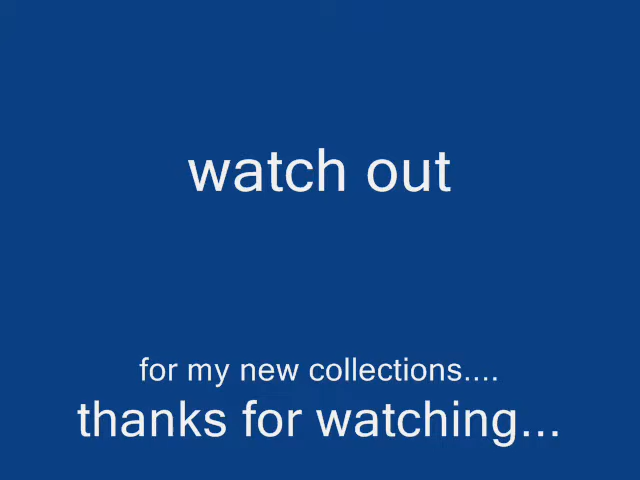 watch out
for my new collections....
thanks for watching...